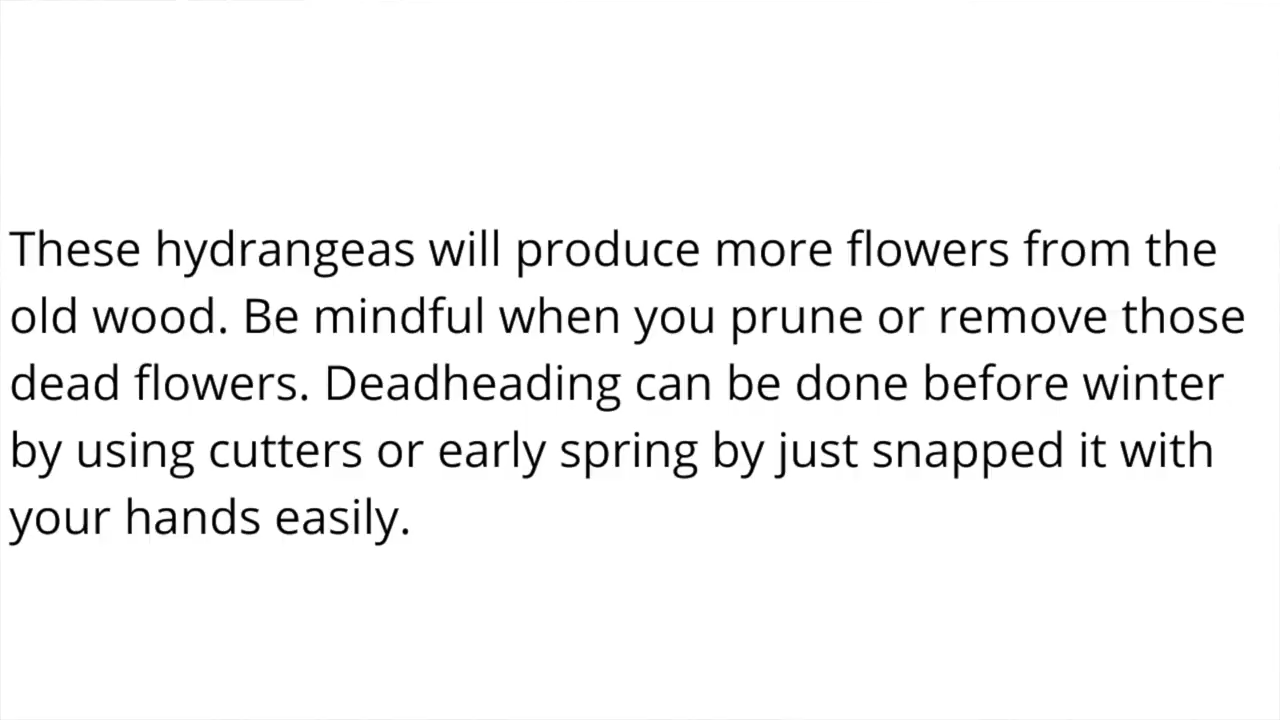 These hydrangeas will produce more flowers from the
old wood. Be mindful when you prune or remove those
dead flowers. Deadheading can be done before winter
by using cutters or early spring by just snapped it with
your hands easily.